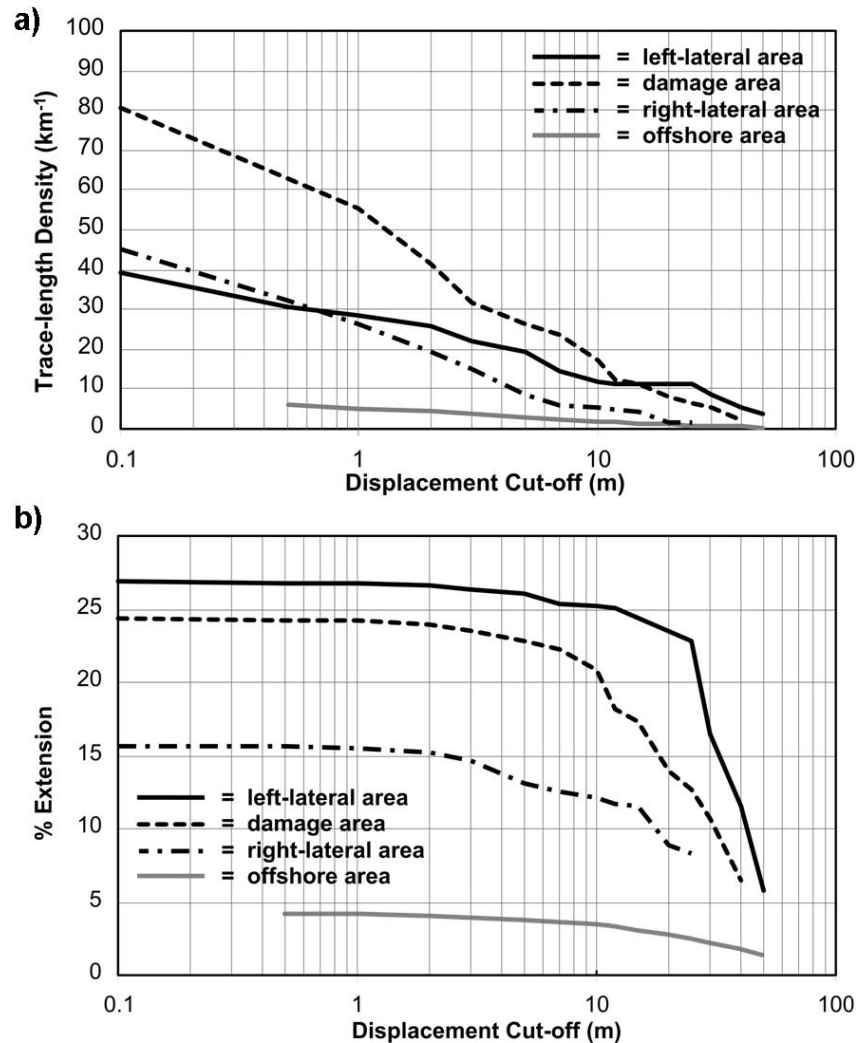 a)
100
90
80
70
60
50
40
30
20
10
0
Trace-length Density (km⁻¹)
= left-lateral area
= damage area
= right-lateral area
= offshore area
0.1 1 10 100
Displacement Cut-off (m)
b)
30
25
20
15
10
5
0
% Extension
= left-lateral area
= damage area
= right-lateral area
= offshore area
0.1 1 10 100
Displacement Cut-off (m)